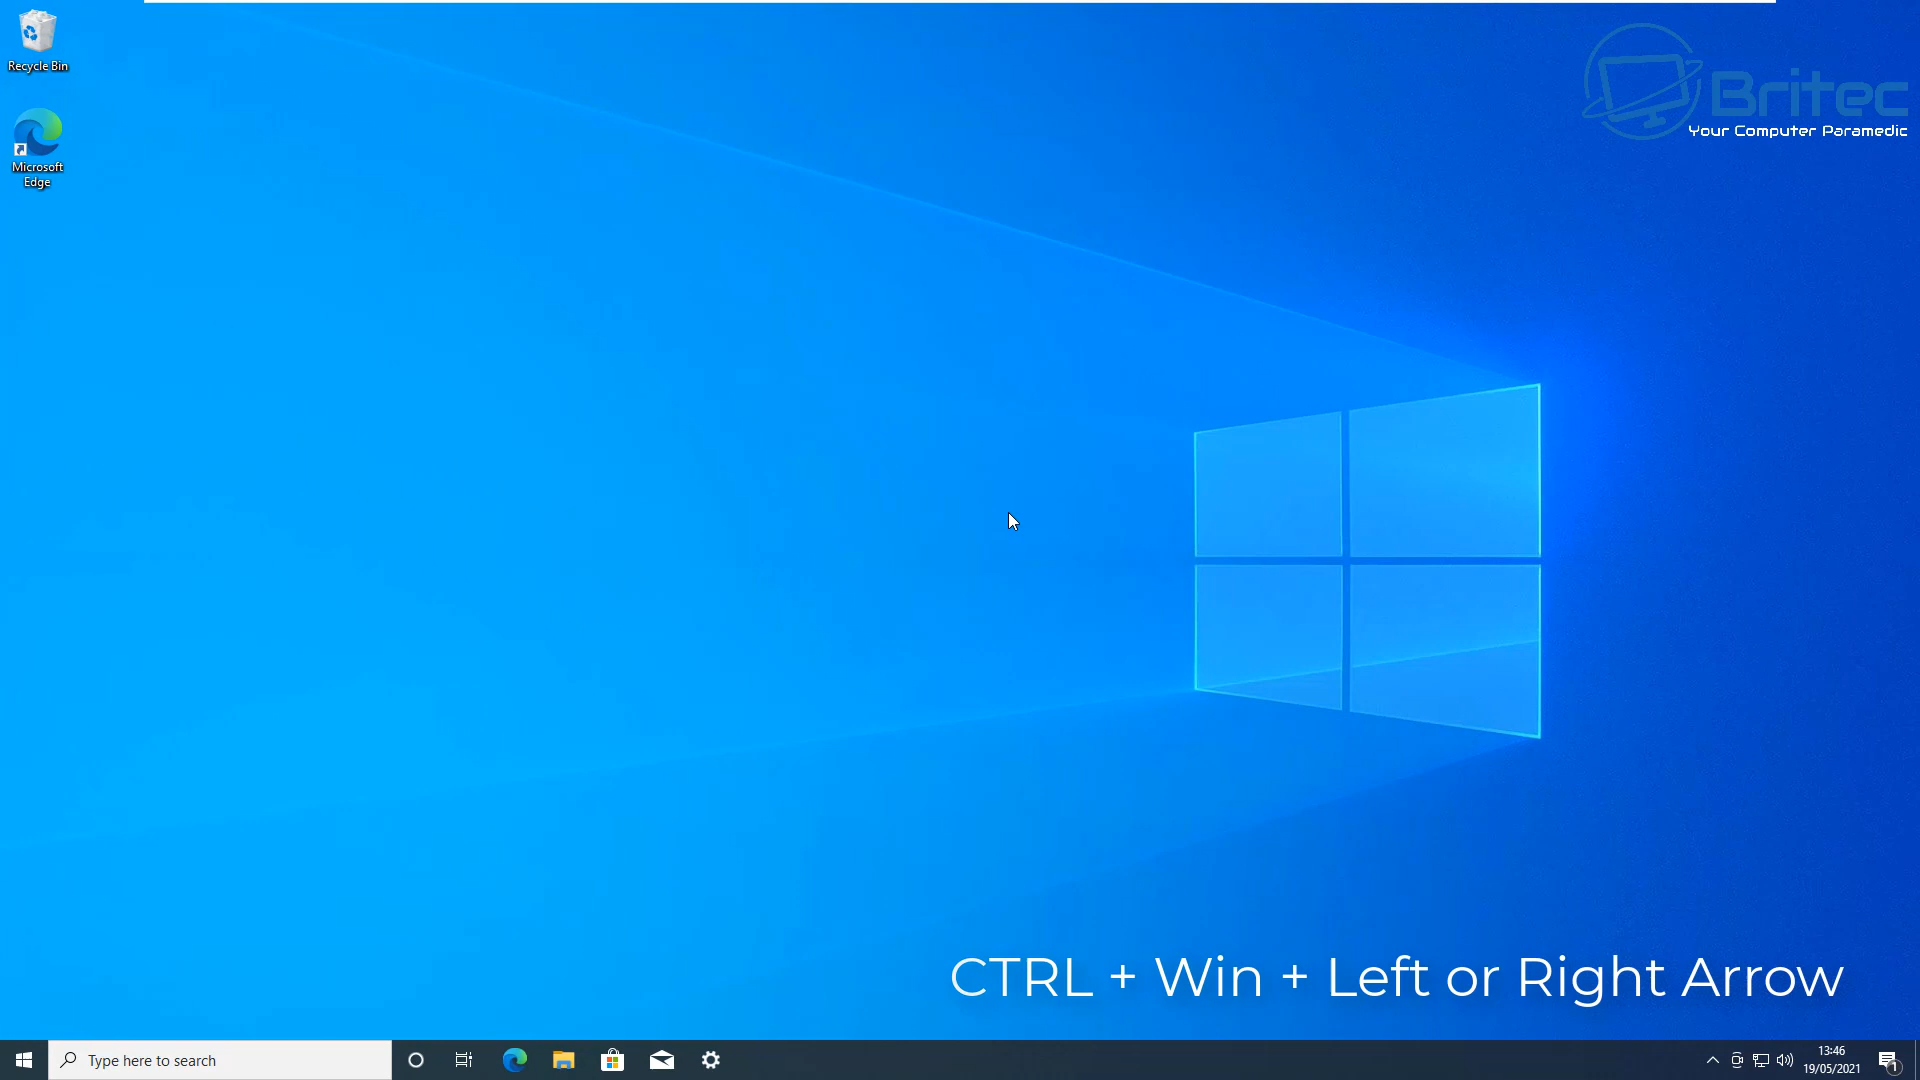 Recycle Bin
Microsoft
Edge
Britec
Your Computer Paramedic
CTRL + Win + Left or Right Arrow
Type here to search
13:46
19/05/2021
1